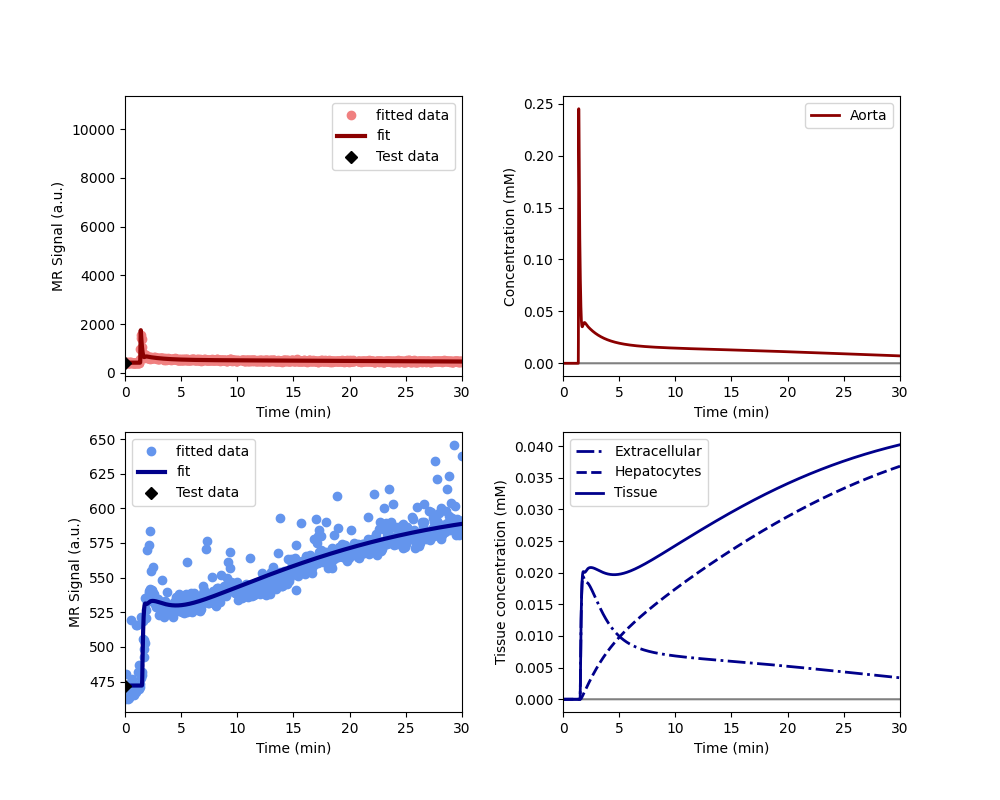 10000
8000
6000
4000
2000
0
MR Signal (a.u.)
fitted data
fit
Test data
0 5 10 15 20 25 30
Time (min)
0.25
0.20
0.15
0.10
0.05
0.00
Concentration (mM)
Aorta
0 5 10 15 20 25 30
Time (min)
650
625
600
575
550
525
500
475
MR Signal (a.u.)
fitted data
fit
Test data
0 5 10 15 20 25 30
Time (min)
0.040
0.035
0.030
0.025
0.020
0.015
0.010
0.005
0.000
Tissue concentration (mM)
Extracellular
Hepatocytes
Tissue
0 5 10 15 20 25 30
Time (min)